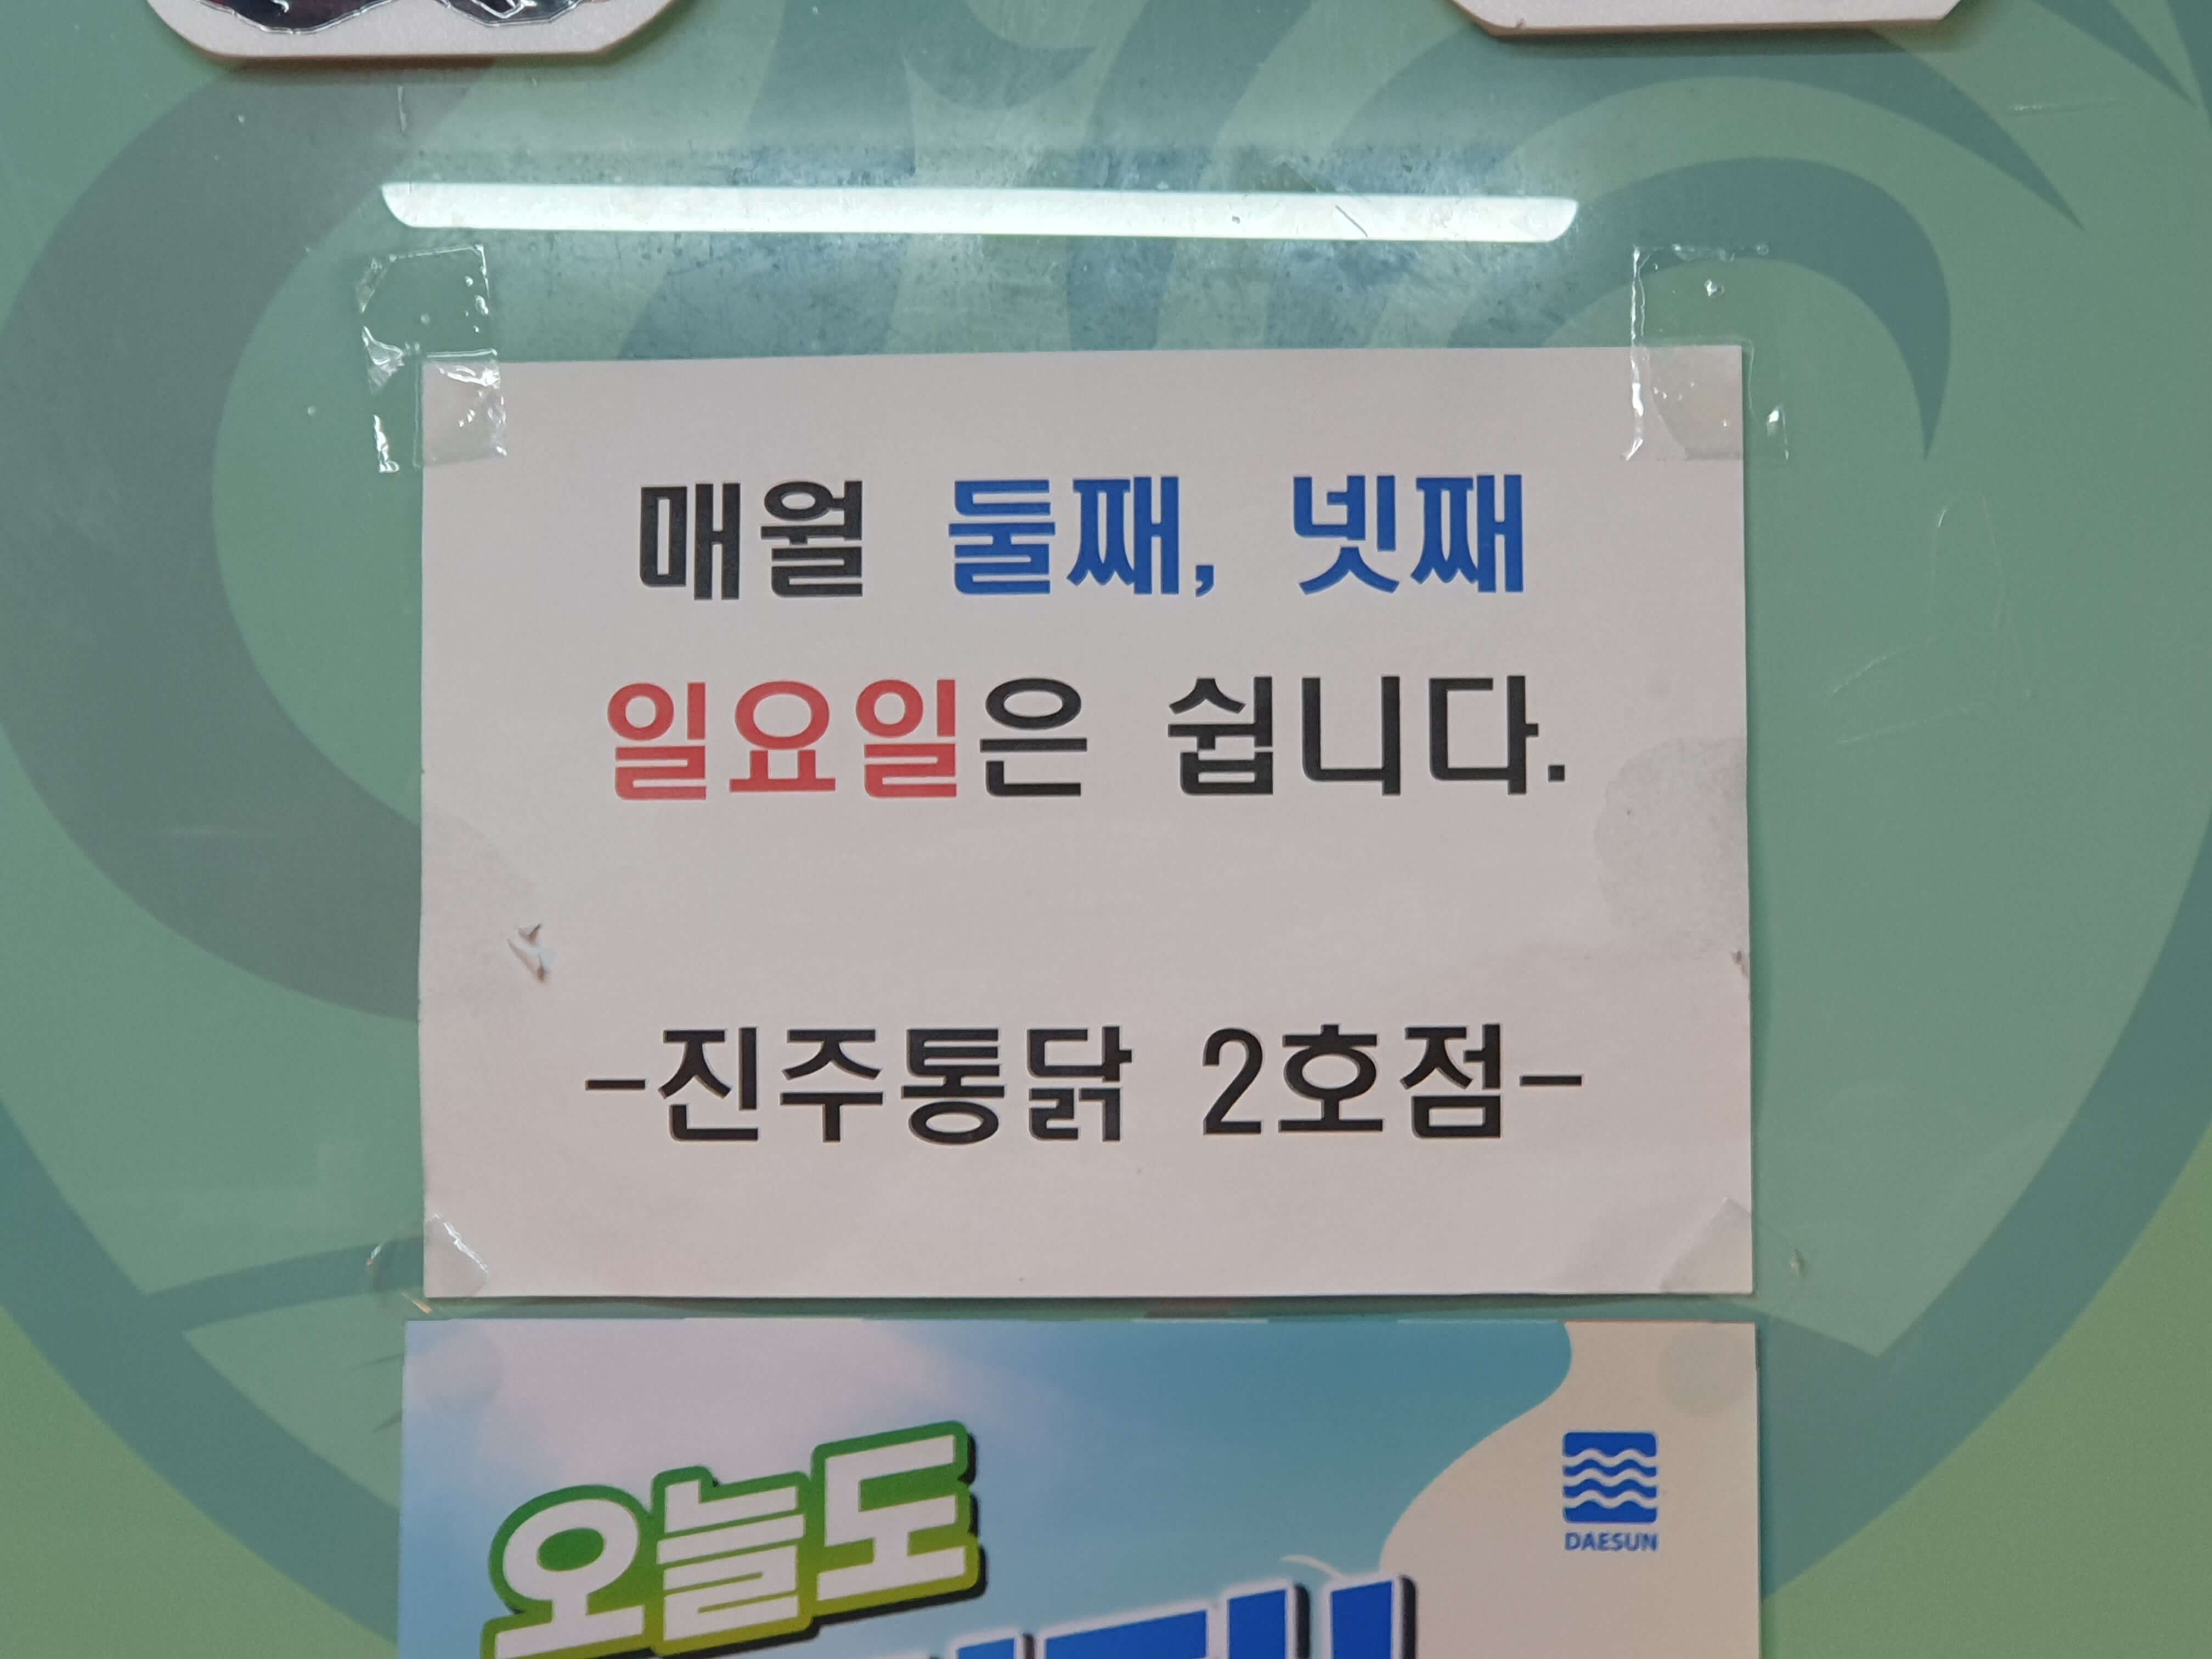 매월 둘째, 넷째
일요일은 쉽니다.
-진주통닭 2호점-
오늘도
DAESUN